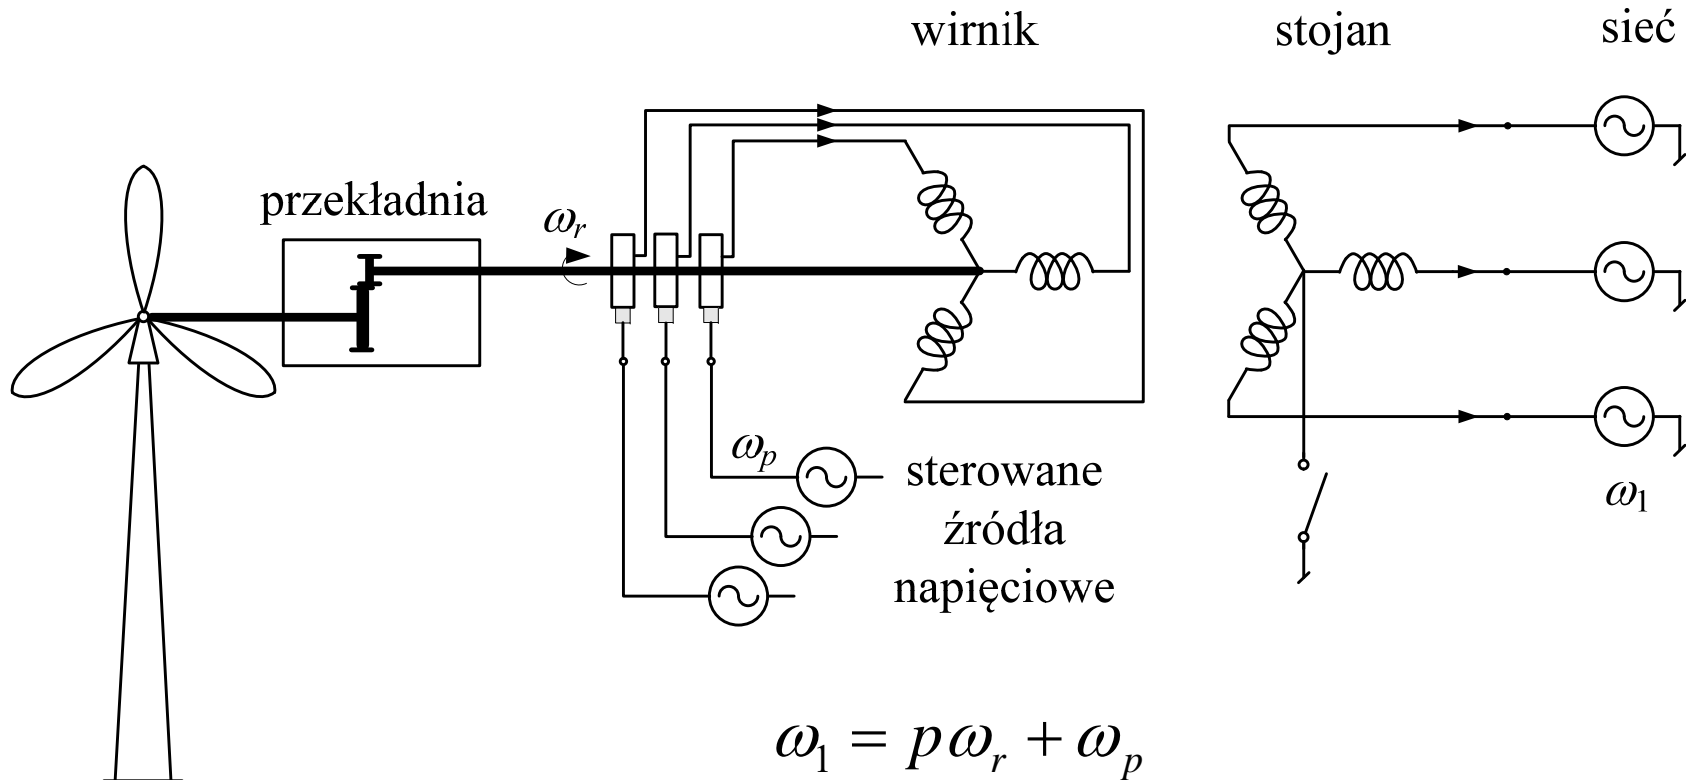 wirnik
stojan
sieć
przekładnia
ωr
ωp
sterowane
źródła
napięciowe
ω1
ω1 = pωr + ωp